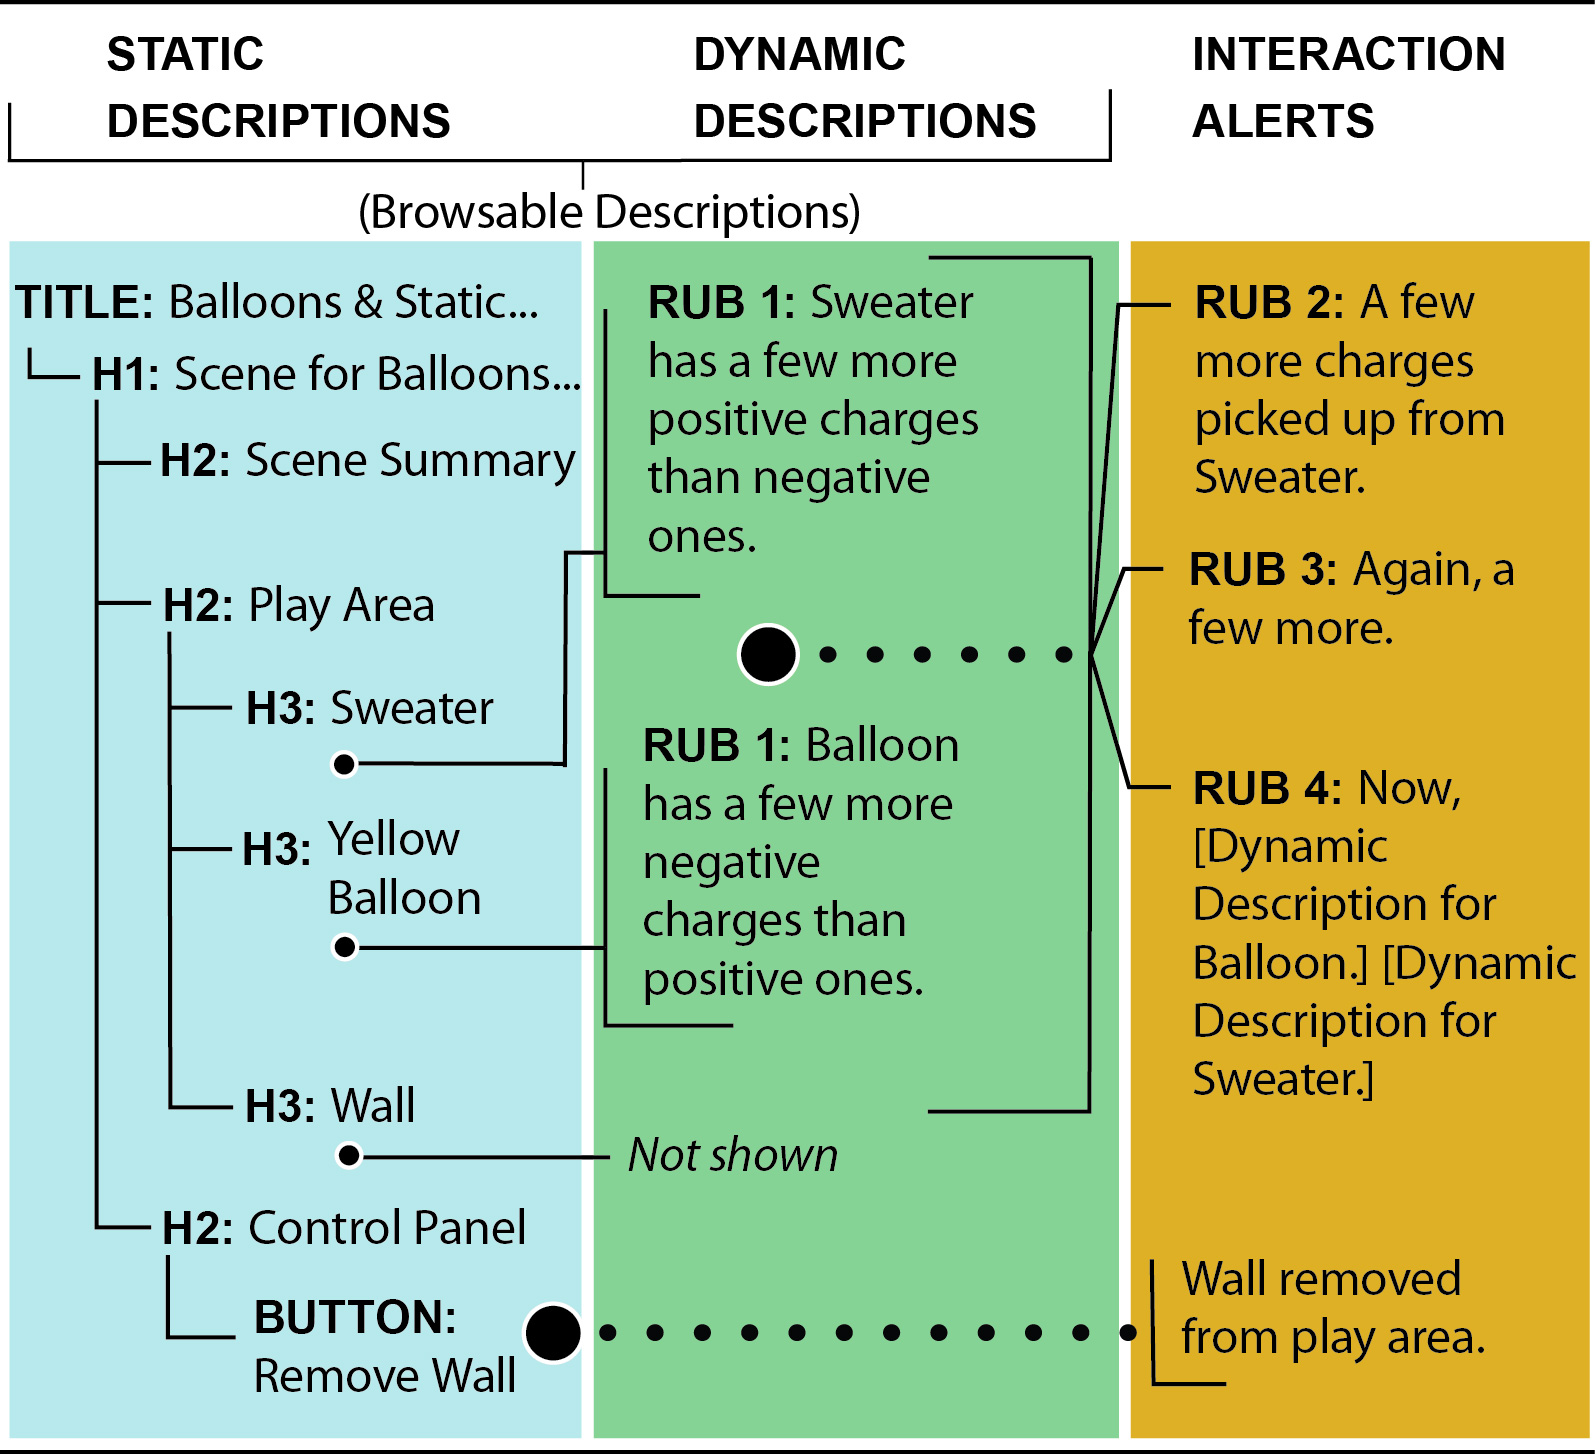 STATIC
DESCRIPTIONS
DYNAMIC
DESCRIPTIONS
INTERACTION
ALERTS
(Browsable Descriptions)
TITLE: Balloons & Static...
H1: Scene for Balloons...
H2: Scene Summary
H2: Play Area
H3: Sweater
H3: Yellow
Balloon
H3: Wall
H2: Control Panel
BUTTON:
Remove Wall
RUB 1: Sweater
has a few more
positive charges
than negative
ones.
RUB 1: Balloon
has a few more
negative
charges than
positive ones.
Not shown
RUB 2: A few
more charges
picked up from
Sweater.
RUB 3: Again, a
few more.
RUB 4: Now,
[Dynamic
Description for
Balloon.] [Dynamic
Description for
Sweater.]
Wall removed
from play area.